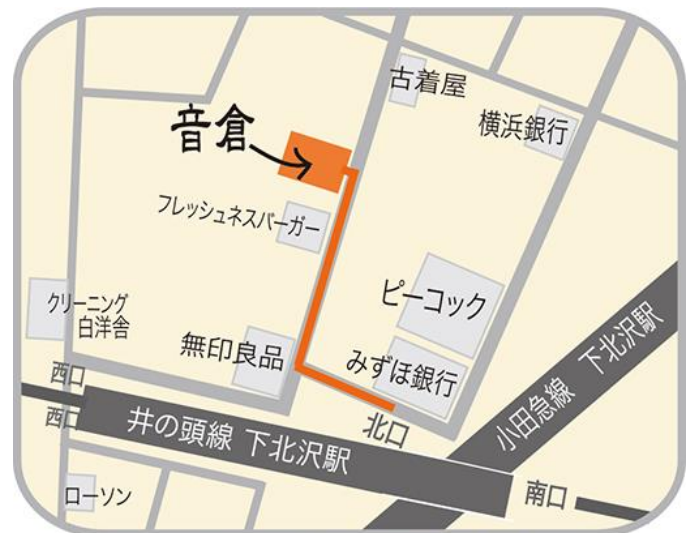 古着屋
横浜銀行
音倉
フレッシュネスバーガー
ピーコック
クリーニング
白洋舎
無印良品
みずほ銀行
西口
西口
井の頭線 下北沢駅
北口
小田急線 下北沢駅
南口
ローソン